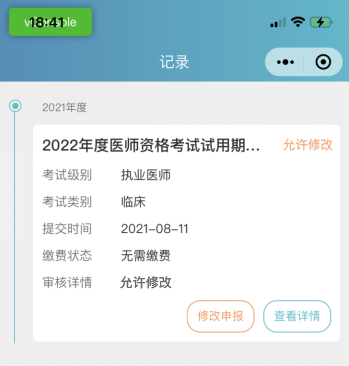 18:41
记录
2021年度
2022年度医师资格考试试用期... 允许修改
考试级别 执业医师
考试类别 临床
提交时间 2021-08-11
缴费状态 无需缴费
审核详情 允许修改
修改申报 查看详情